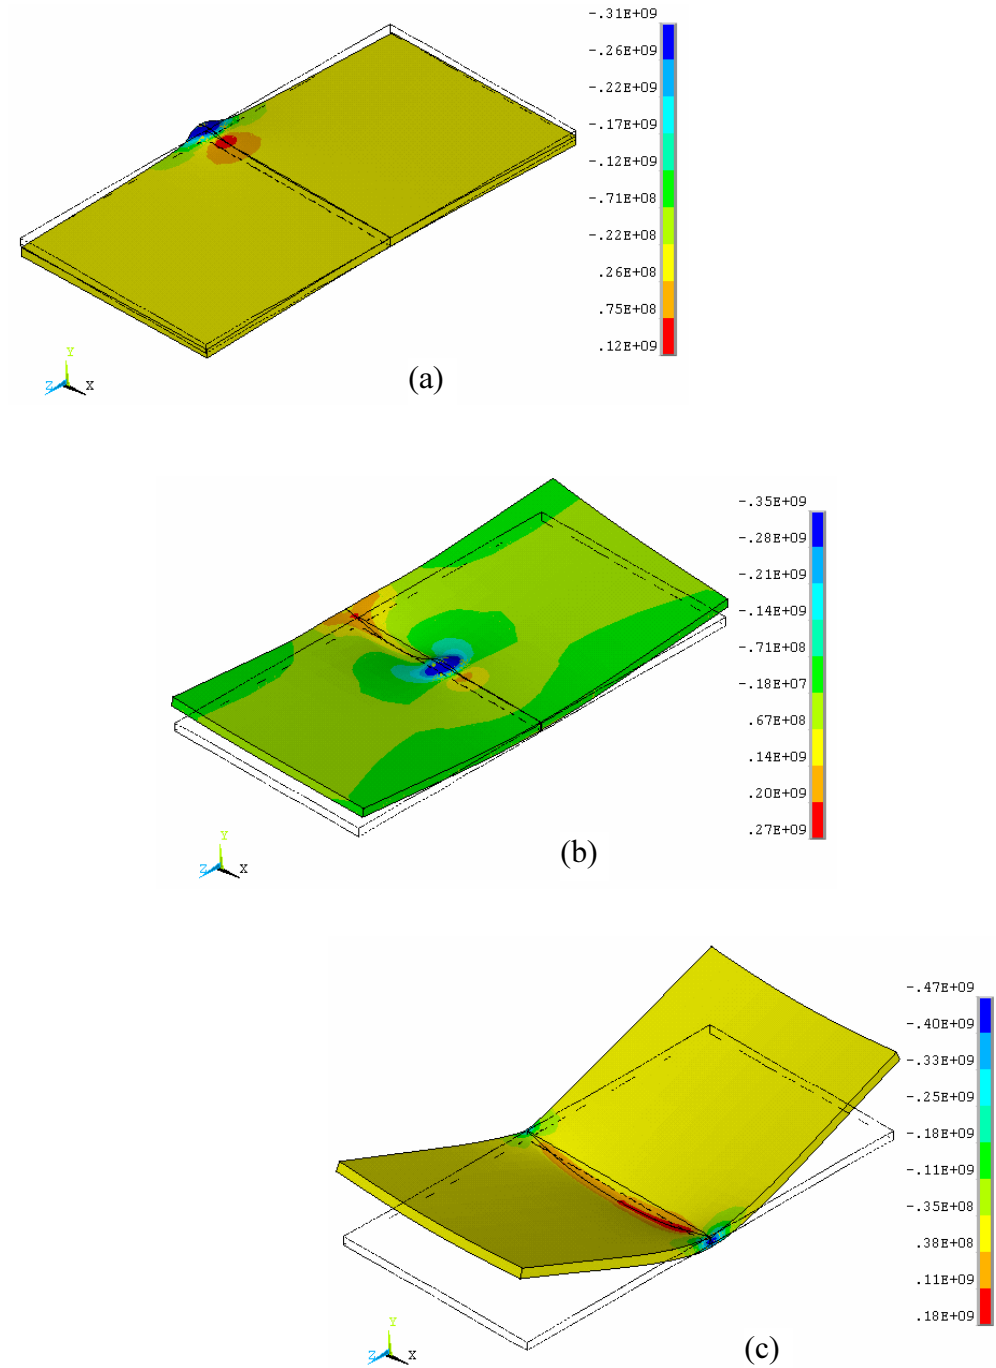 -.31E+09
-.26E+09
-.22E+09
-.17E+09
-.12E+09
-.71E+08
-.22E+08
.26E+08
.75E+08
.12E+09
Y
Z X
(a)
-.35E+09
-.28E+09
-.21E+09
-.14E+09
-.71E+08
-.18E+07
.67E+08
.14E+09
.20E+09
.27E+09
Y
Z X
(b)
-.47E+09
-.40E+09
-.33E+09
-.25E+09
-.18E+09
-.11E+09
-.35E+08
.38E+08
.11E+09
.18E+09
Y
Z X
(c)